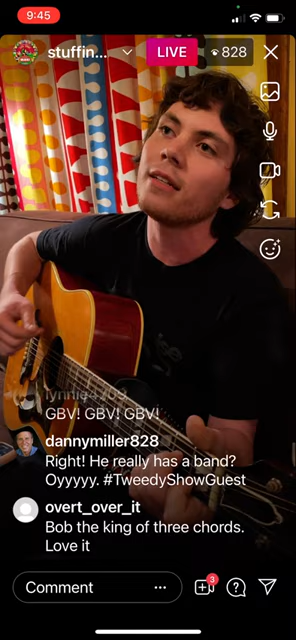 9:45
stuffin...
LIVE
828
lynnie4269
GBV! GBV! GBV!
dannymiller828
Right! He really has a band?
Oyyyyy. #TweedyShowGuest
overt_over_it
Bob the king of three chords.
Love it
Comment
3